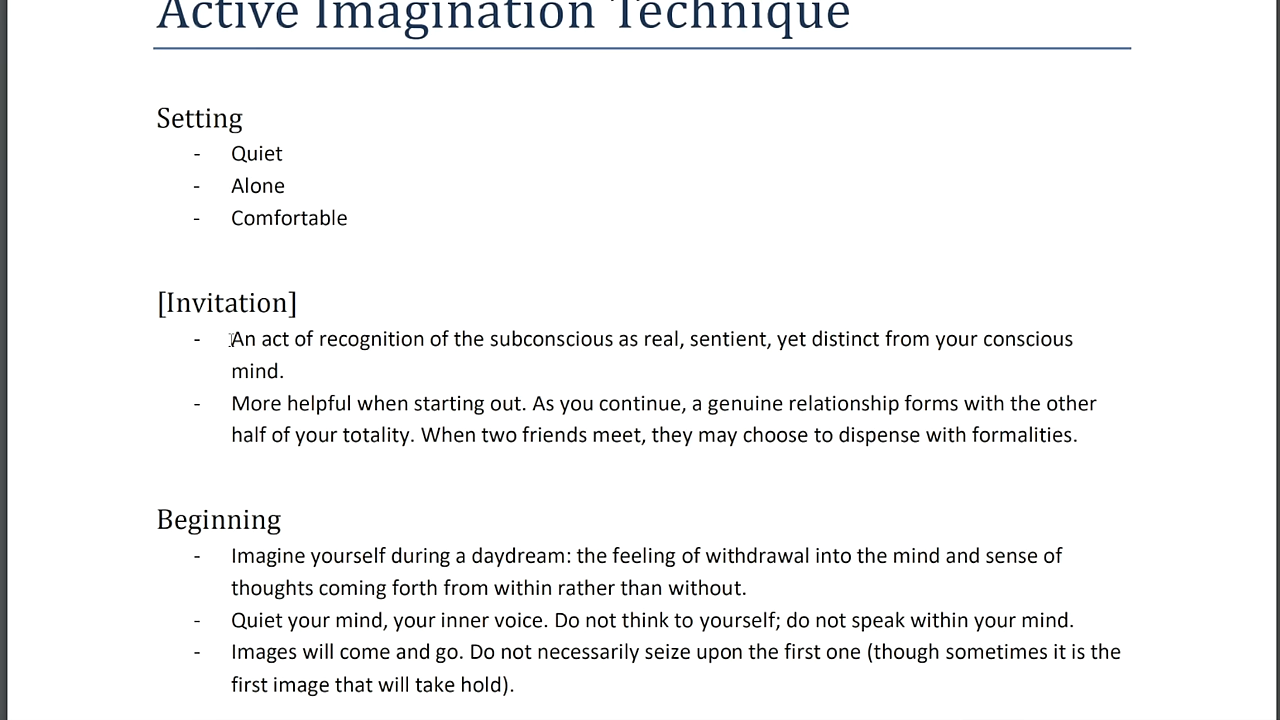 Active Imagination Technique
Setting
- Quiet
- Alone
- Comfortable
[Invitation]
- An act of recognition of the subconscious as real, sentient, yet distinct from your conscious
mind.
- More helpful when starting out. As you continue, a genuine relationship forms with the other
half of your totality. When two friends meet, they may choose to dispense with formalities.
Beginning
- Imagine yourself during a daydream: the feeling of withdrawal into the mind and sense of
thoughts coming forth from within rather than without.
- Quiet your mind, your inner voice. Do not think to yourself; do not speak within your mind.
- Images will come and go. Do not necessarily seize upon the first one (though sometimes it is the
first image that will take hold).